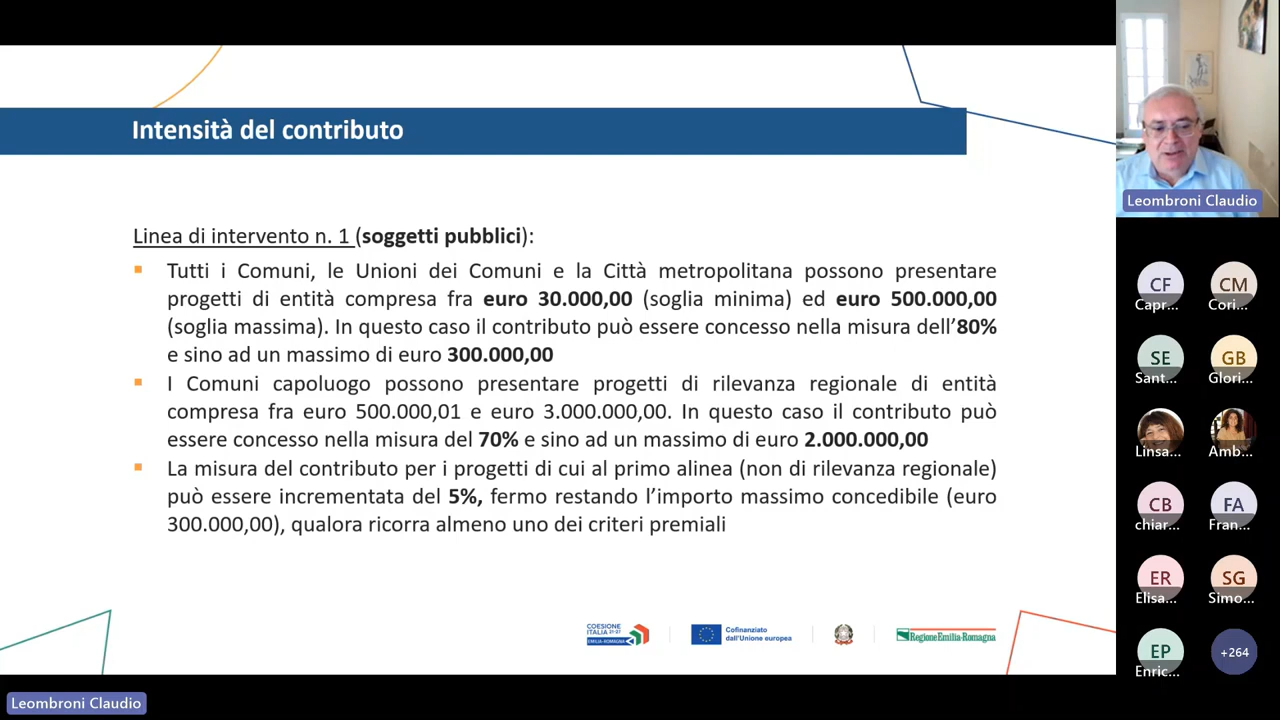 Intensità del contributo
Linea di intervento n. 1 (soggetti pubblici):
Tutti i Comuni, le Unioni dei Comuni e la Città metropolitana possono presentare
progetti di entità compresa fra euro 30.000,00 (soglia minima) ed euro 500.000,00
(soglia massima). In questo caso il contributo può essere concesso nella misura dell’80%
e sino ad un massimo di euro 300.000,00
I Comuni capoluogo possono presentare progetti di rilevanza regionale di entità
compresa fra euro 500.000,01 e euro 3.000.000,00. In questo caso il contributo può
essere concesso nella misura del 70% e sino ad un massimo di euro 2.000.000,00
La misura del contributo per i progetti di cui al primo alinea (non di rilevanza regionale)
può essere incrementata del 5%, fermo restando l’importo massimo concedibile (euro
300.000,00), qualora ricorra almeno uno dei criteri premiali
COESIONE
ITALIA 21-27
EMILIA-ROMAGNA
Cofinanziato
dall'Unione europea
RegioneEmilia-Romagna
Leombroni Claudio
Leombroni Claudio
CF
Capr...
CM
Cori...
SE
Sant...
GB
Glori...
Linsa...
Amb...
CB
chiar...
FA
Fran...
ER
Elisa...
SG
Simo...
EP
Enric...
+264